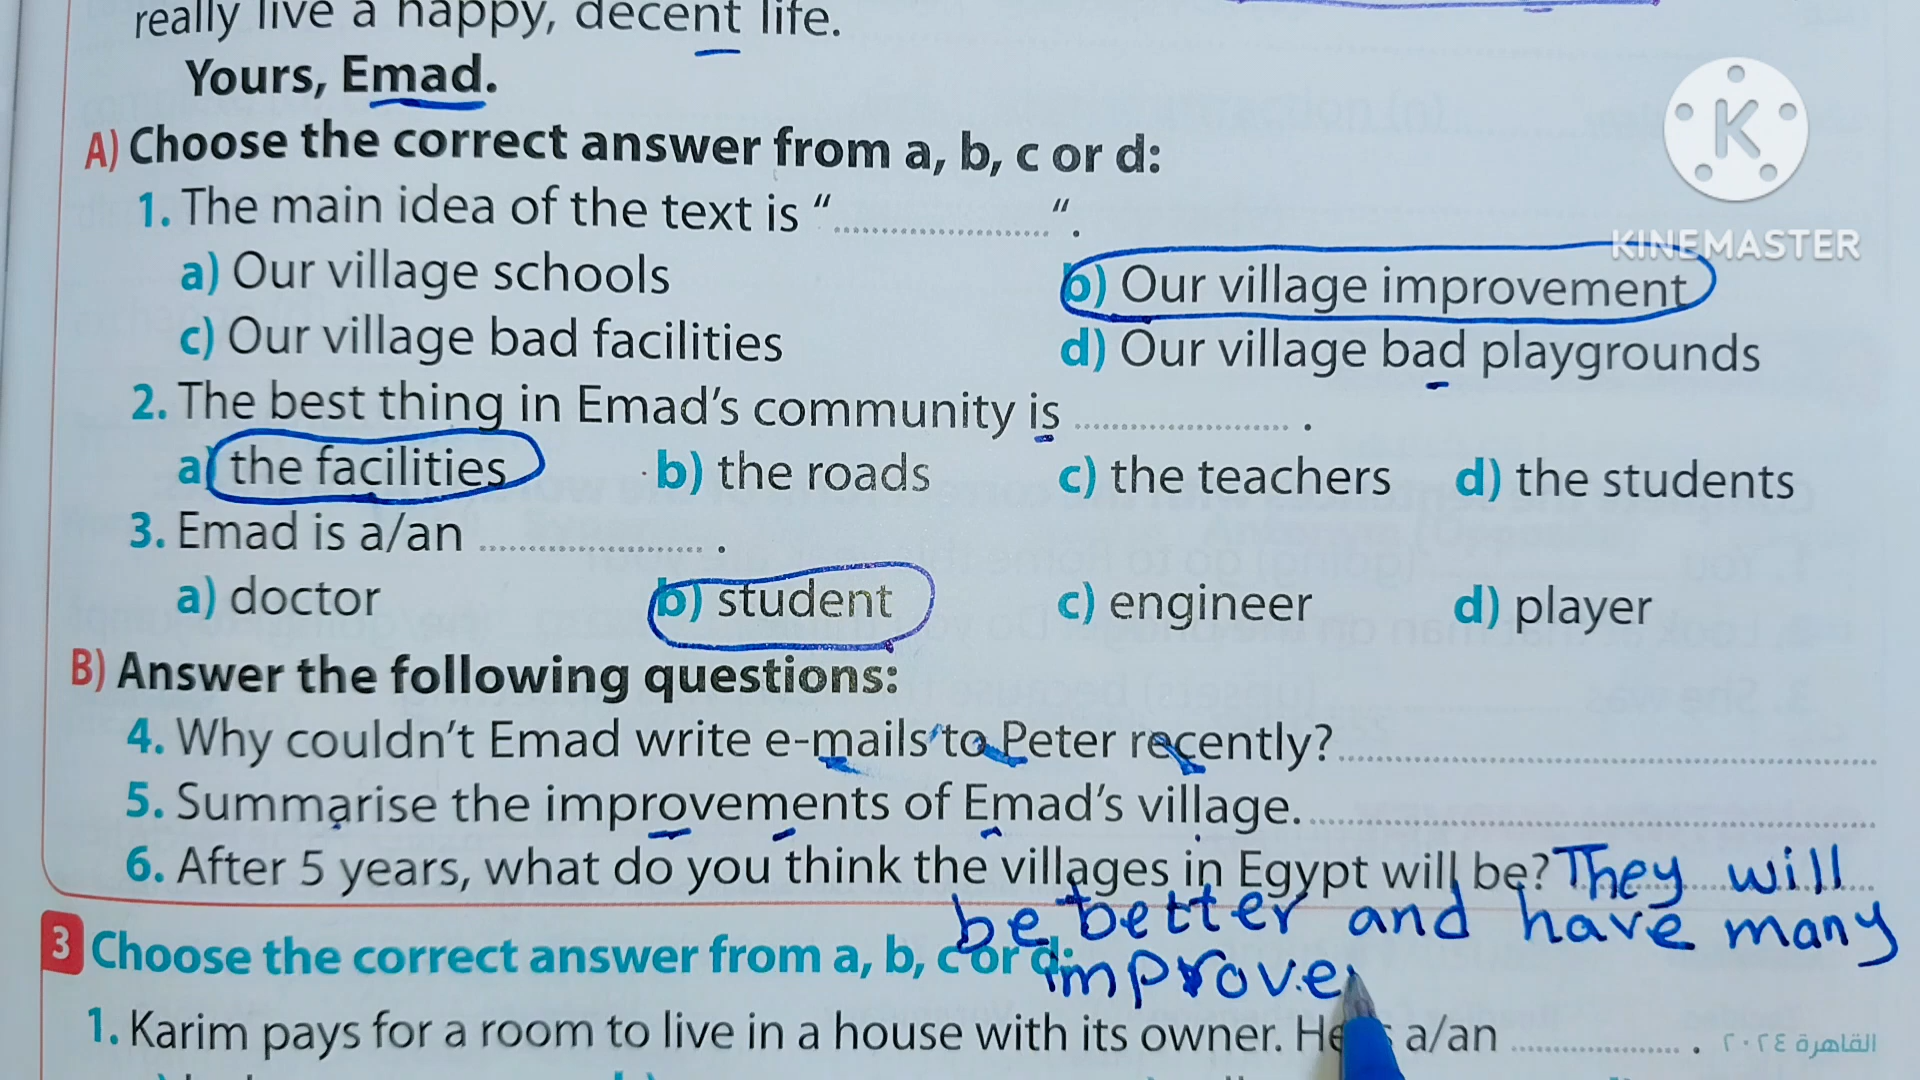 really live a happy, decent life.
Yours, Emad.
A) Choose the correct answer from a, b, c or d:
1. The main idea of the text is “.................... “.
a) Our village schools b) Our village improvement
c) Our village bad facilities d) Our village bad playgrounds
2. The best thing in Emad’s community is .................... .
a) the facilities b) the roads c) the teachers d) the students
3. Emad is a/an .................... .
a) doctor b) student c) engineer d) player
B) Answer the following questions:
4. Why couldn’t Emad write e-mails to Peter recently? ....................
5. Summarise the improvements of Emad’s village. ....................
6. After 5 years, what do you think the villages in Egypt will be? They will
be better and have many
improve
3 Choose the correct answer from a, b, c or d:
1. Karim pays for a room to live in a house with its owner. He a/an .................... . القاهرة ٢٠٢٤
K
KINEMASTER